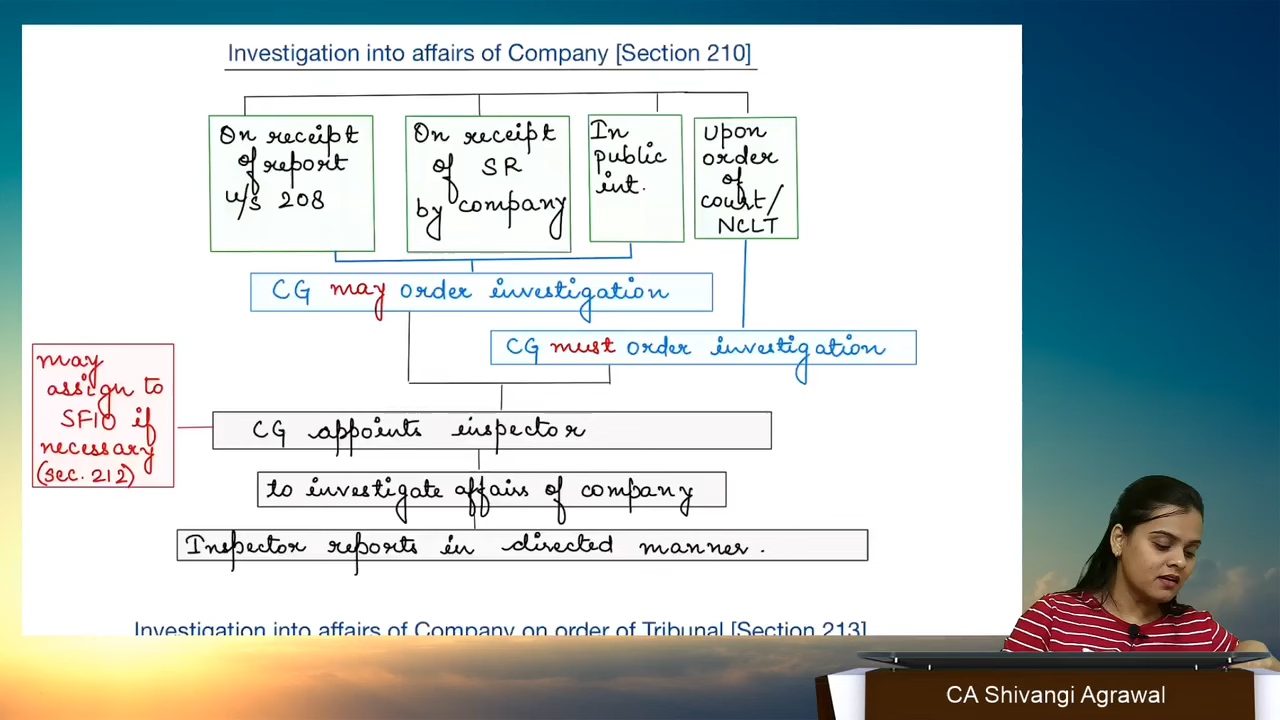 Investigation into affairs of Company [Section 210]
On receipt
of report
u/s 208
On receipt
of SR
by company
In
public
int.
Upon
order
of
court/
NCLT
CG may order investigation
CG must order investigation
may
assign to
SFIO if
necessary
(sec. 212)
CG appoints inspector
to investigate affairs of company
Inspector reports in directed manner.
Investigation into affairs of Company on order of Tribunal [Section 213]
CA Shivangi Agrawal